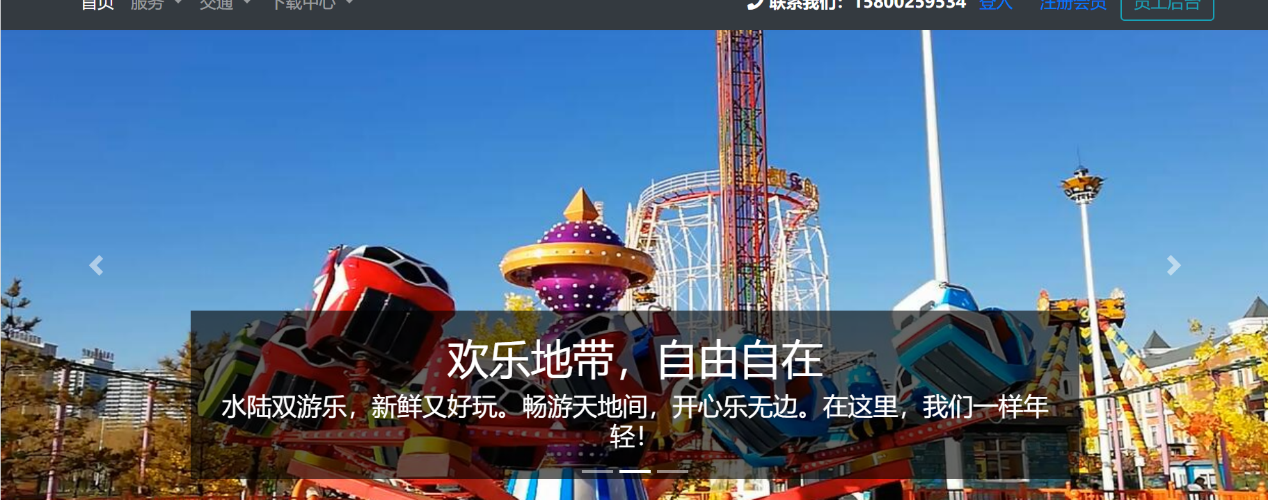 首页 服务 交通 下载中心 联系我们：15800259534 登入 注册会员 员工后台
欢乐地带，自由自在
水陆双游乐，新鲜又好玩。畅游天地间，开心乐无边。在这里，我们一样年
轻！